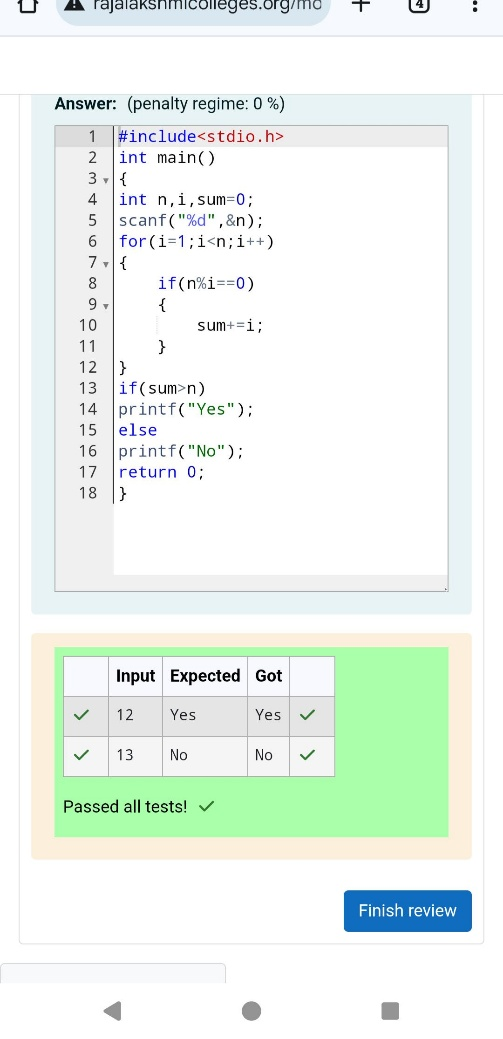 rajalakshmicolleges.org/mo
4
Answer: (penalty regime: 0 %)
1 #include<stdio.h>
2 int main()
3 {
4 int n,i,sum=0;
5 scanf("%d",&n);
6 for(i=1;i<n;i++)
7 {
8 if(n%i==0)
9 {
10 sum+=i;
11 }
12 }
13 if(sum>n)
14 printf("Yes");
15 else
16 printf("No");
17 return 0;
18 }
Input Expected Got
12 Yes Yes
13 No No
Passed all tests!
Finish review